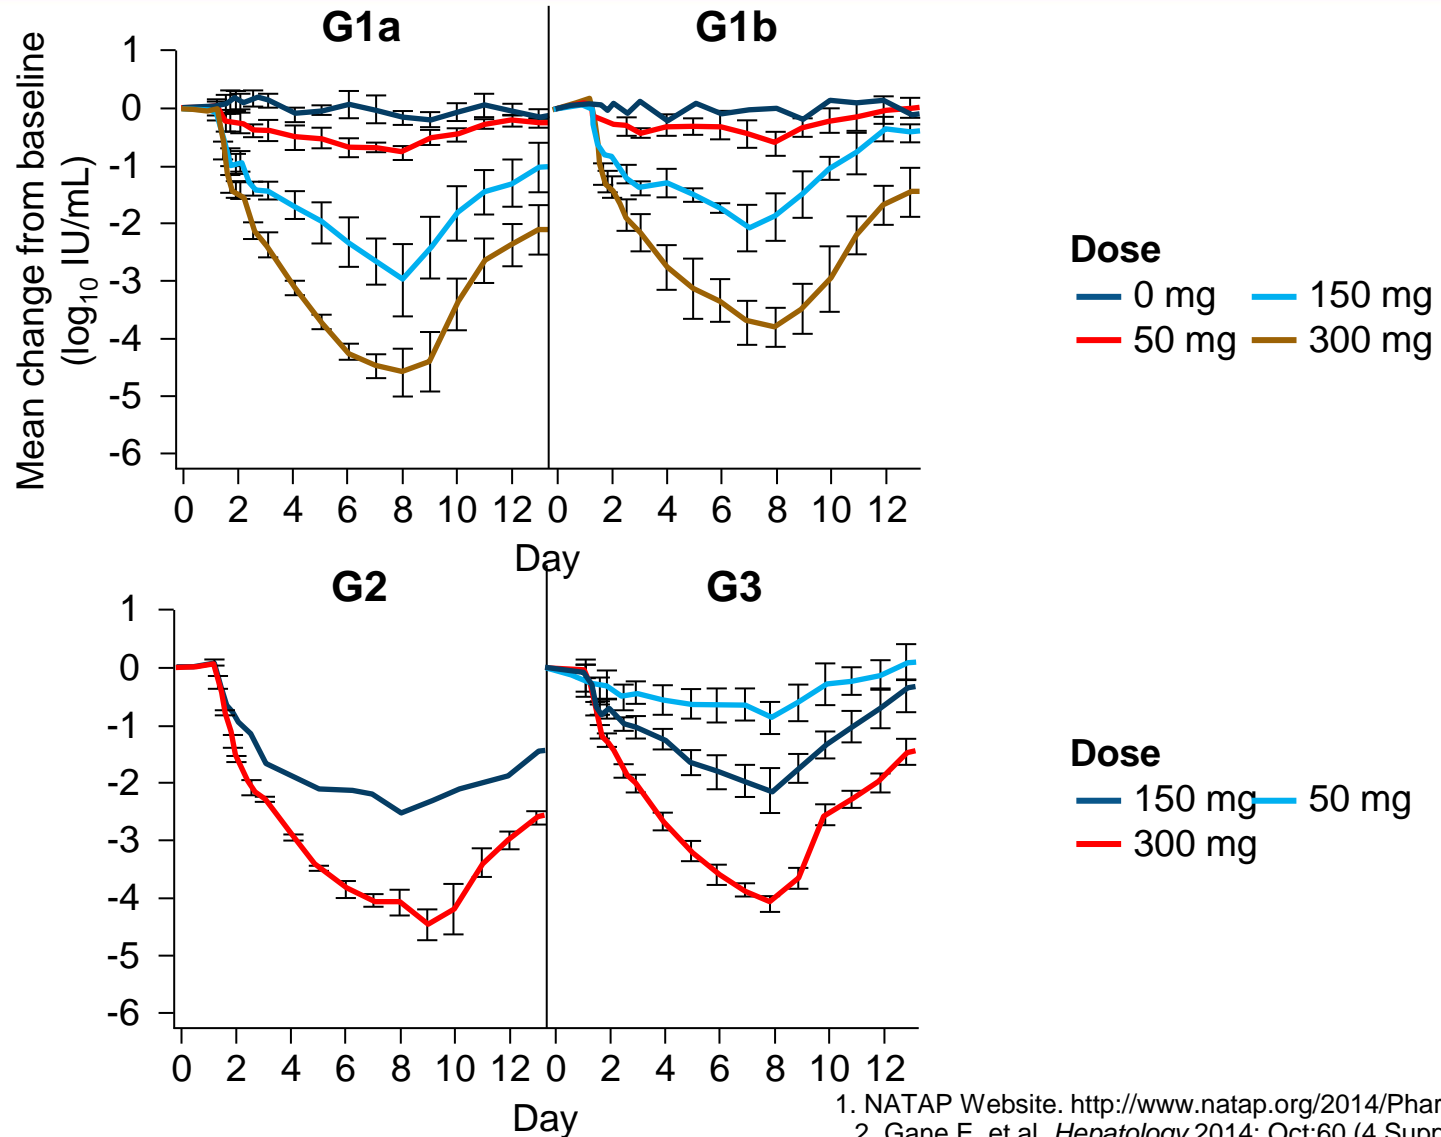 G1a G1b
Mean change from baseline
(log10 IU/mL)
1
0
-1
-2
-3
-4
-5
-6
0 2 4 6 8 10 12 0 2 4 6 8 10 12
Day
Dose
0 mg 150 mg
50 mg 300 mg
G2 G3
1
0
-1
-2
-3
-4
-5
-6
0 2 4 6 8 10 12 0 2 4 6 8 10 12
Day
Dose
150 mg 50 mg
300 mg
1. NATAP Website. http://www.natap.org/2014/Phar
2. Gane E, et al. Hepatology 2014; Oct;60 (4 Supp